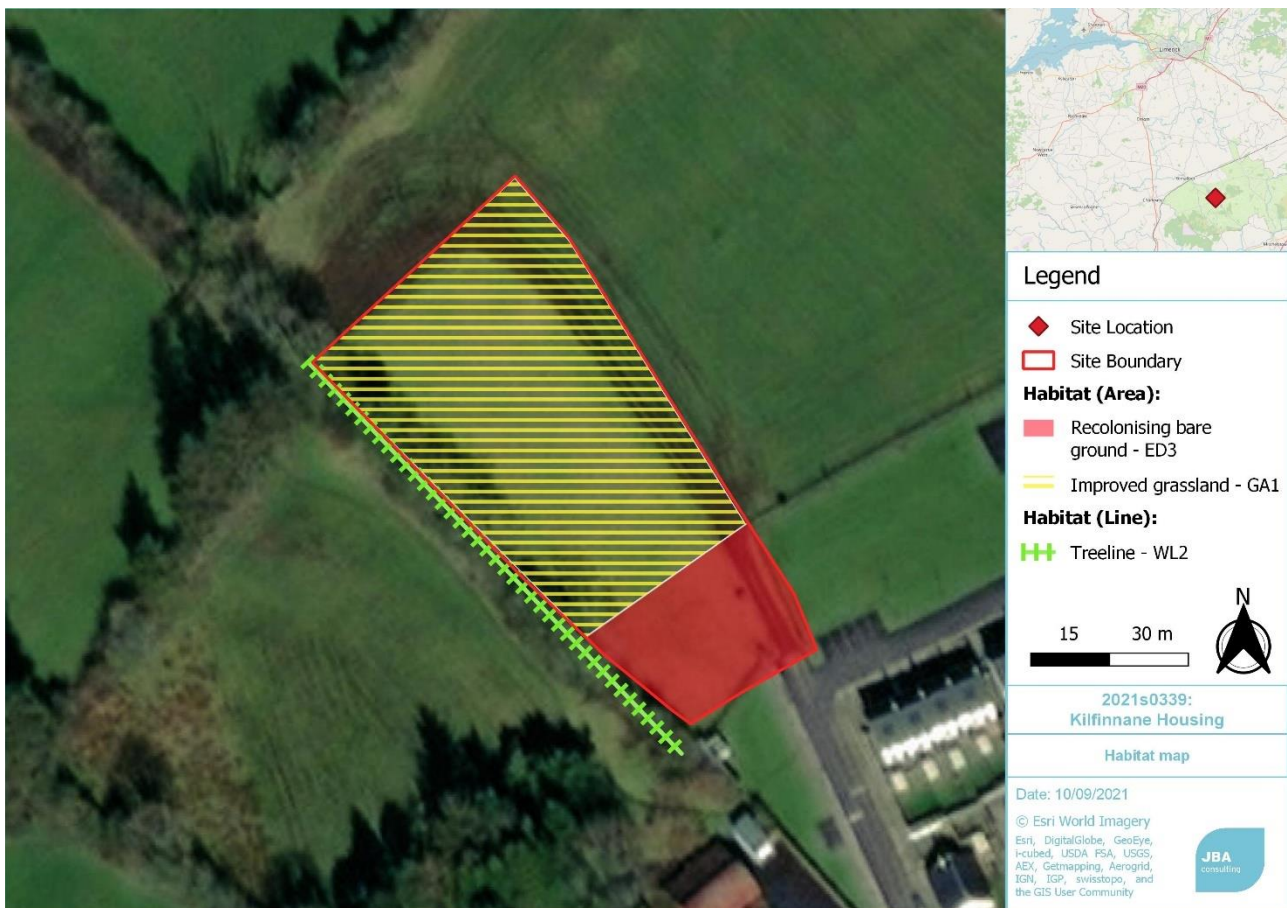 Limerick
Legend
Site Location
Site Boundary
Habitat (Area):
Recolonising bare
ground - ED3
Improved grassland - GA1
Habitat (Line):
Treeline - WL2
N
15 30 m
2021s0339:
Kilfinnane Housing
Habitat map
Date: 10/09/2021
© Esri World Imagery
Esri, DigitalGlobe, GeoEye,
i-cubed, USDA FSA, USGS,
AEX, Getmapping, Aerogrid,
IGN, IGP, swisstopo, and
the GIS User Community
JBA
consulting